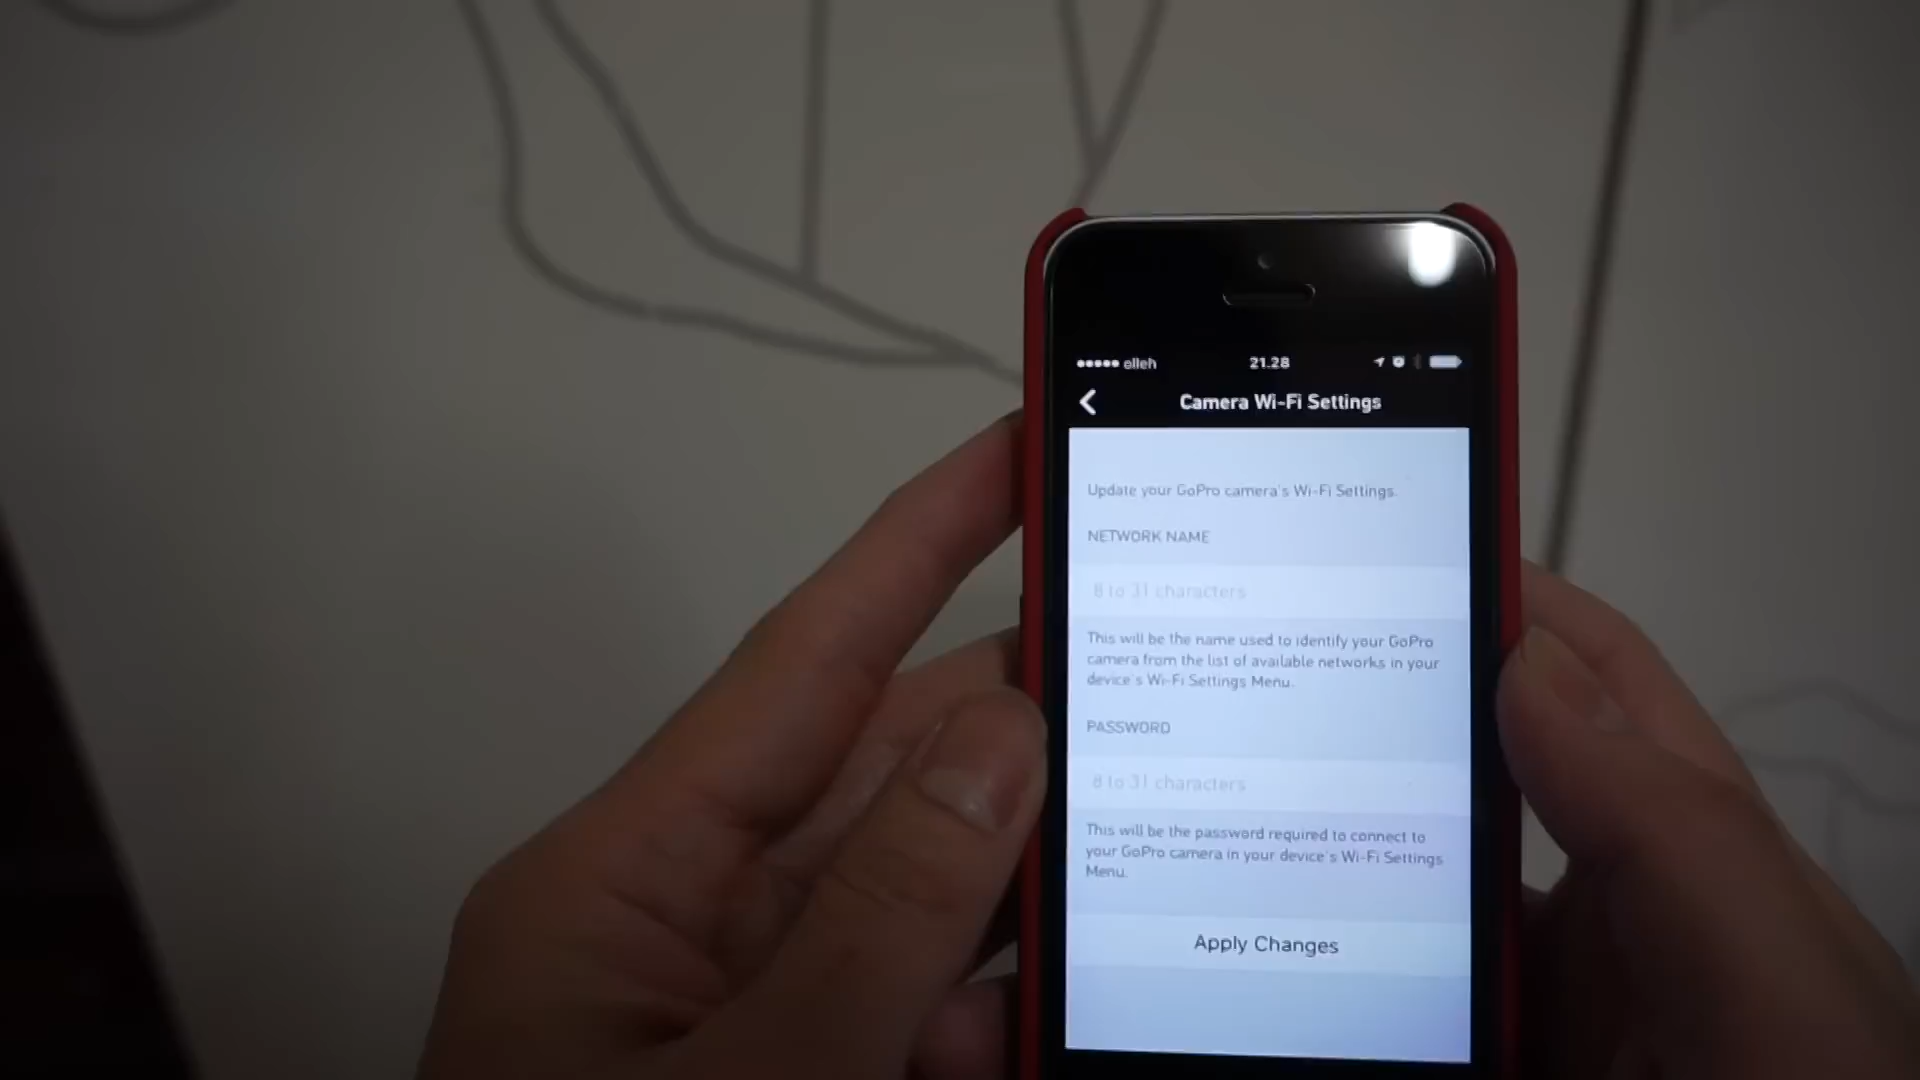 olleh 21.28
Camera Wi-Fi Settings
Update your GoPro camera's Wi-Fi Settings.
NETWORK NAME
8 to 31 characters
This will be the name used to identify your GoPro
camera from the list of available networks in your
device's Wi-Fi Settings Menu.
PASSWORD
8 to 31 characters
This will be the password required to connect to
your GoPro camera in your device's Wi-Fi Settings
Menu.
Apply Changes